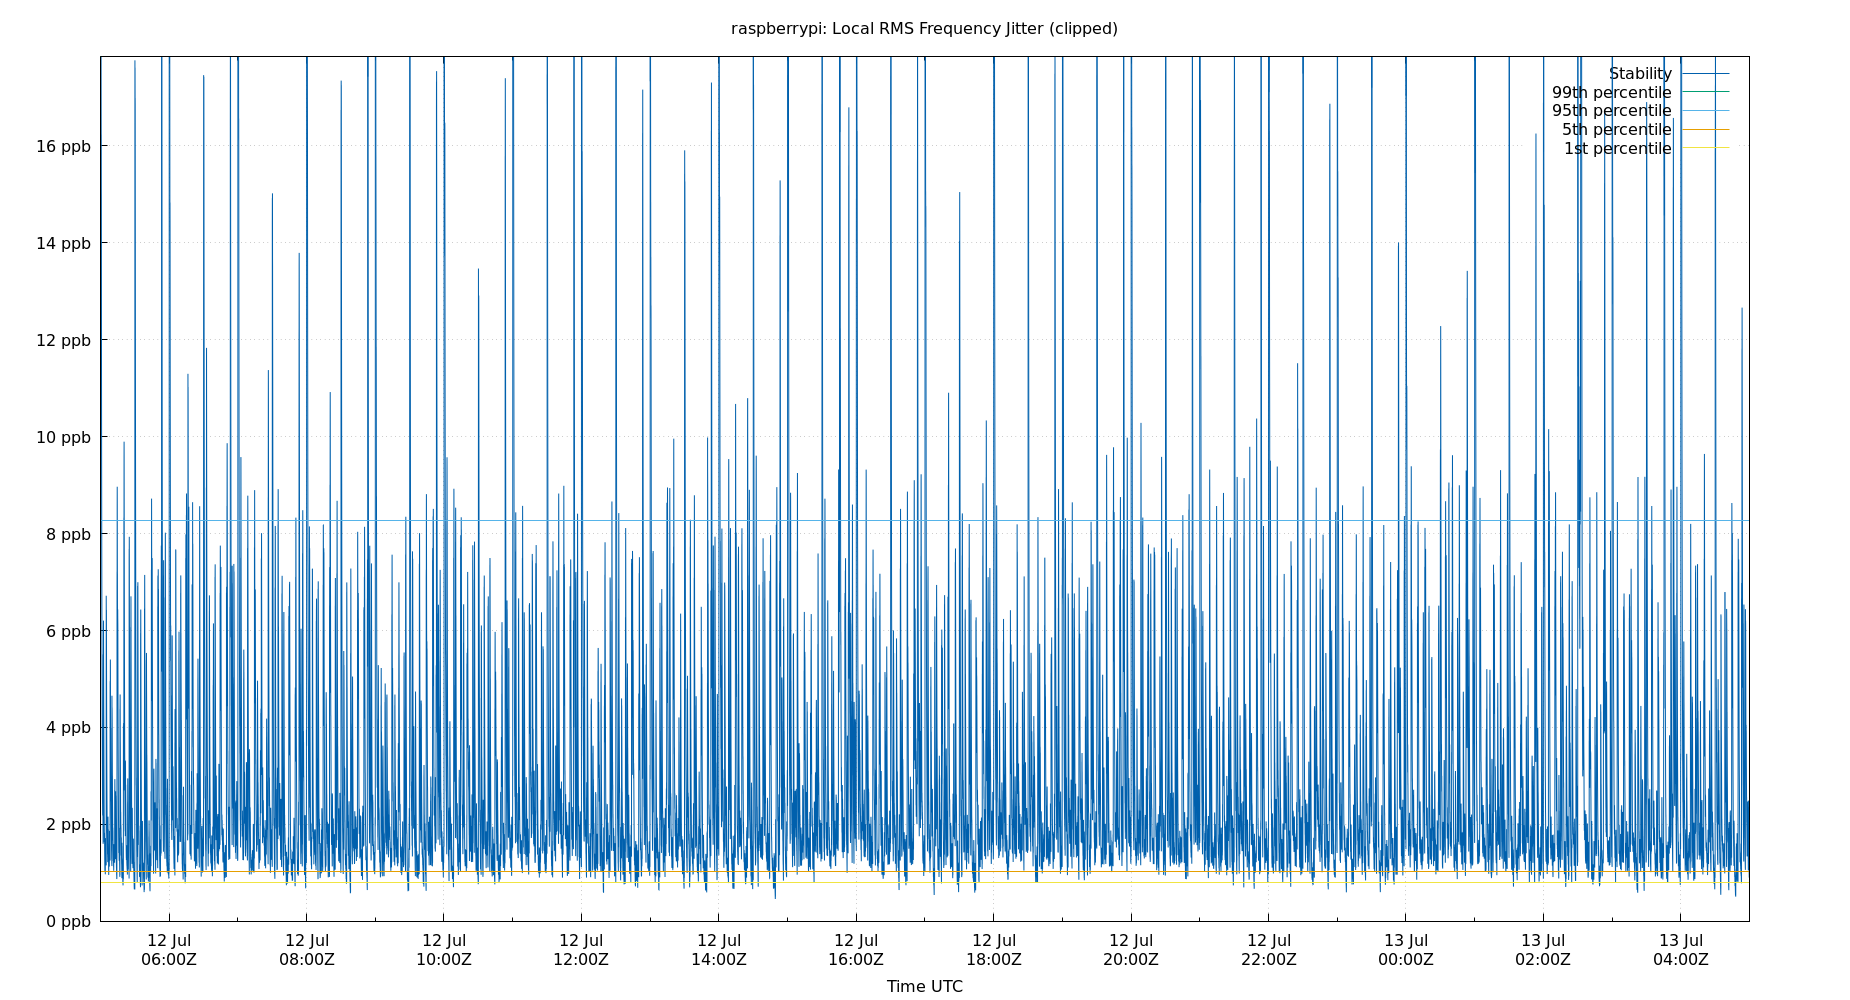 raspberrypi: Local RMS Frequency Jitter (clipped)
Stability
99th percentile
95th percentile
5th percentile
1st percentile
16 ppb
14 ppb
12 ppb
10 ppb
8 ppb
6 ppb
4 ppb
2 ppb
0 ppb
12 Jul 12 Jul 12 Jul 12 Jul 12 Jul 12 Jul 12 Jul 12 Jul 12 Jul 13 Jul 13 Jul 13 Jul
06:00Z 08:00Z 10:00Z 12:00Z 14:00Z 16:00Z 18:00Z 20:00Z 22:00Z 00:00Z 02:00Z 04:00Z
Time UTC